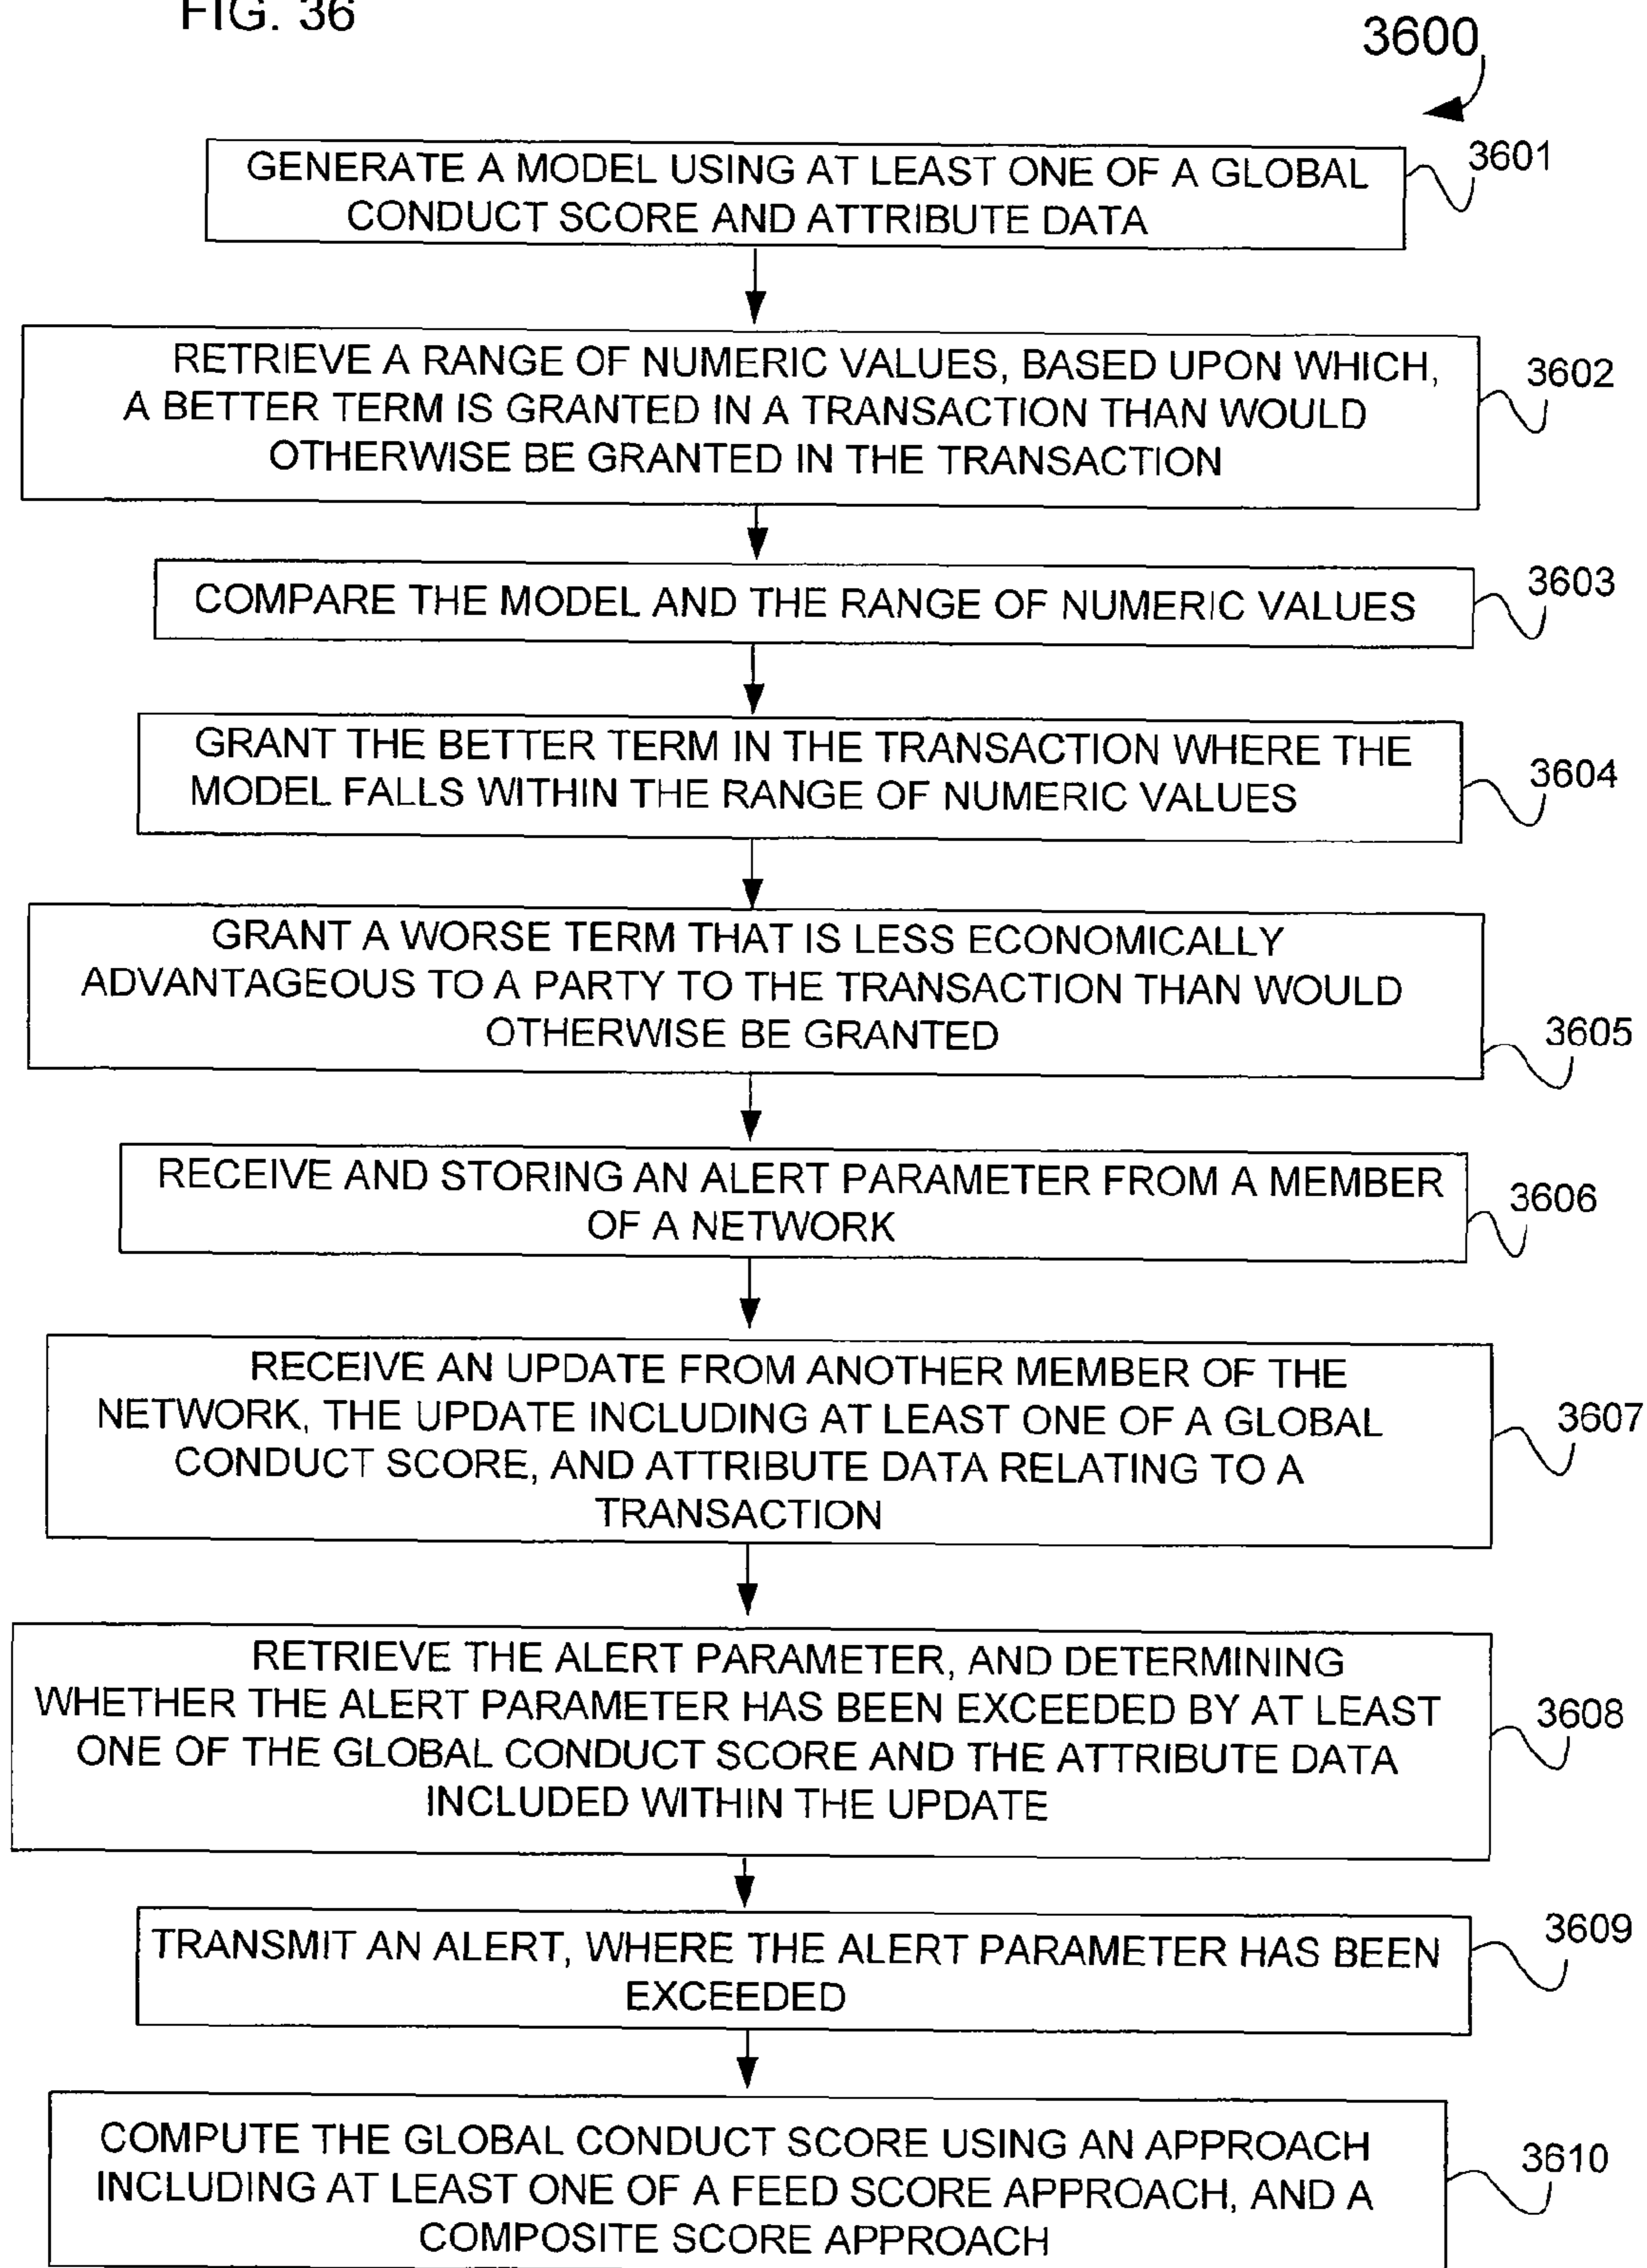 FIG. 36
3600
GENERATE A MODEL USING AT LEAST ONE OF A GLOBAL
CONDUCT SCORE AND ATTRIBUTE DATA
3601
RETRIEVE A RANGE OF NUMERIC VALUES, BASED UPON WHICH,
A BETTER TERM IS GRANTED IN A TRANSACTION THAN WOULD
OTHERWISE BE GRANTED IN THE TRANSACTION
3602
COMPARE THE MODEL AND THE RANGE OF NUMERIC VALUES
3603
GRANT THE BETTER TERM IN THE TRANSACTION WHERE THE
MODEL FALLS WITHIN THE RANGE OF NUMERIC VALUES
3604
GRANT A WORSE TERM THAT IS LESS ECONOMICALLY
ADVANTAGEOUS TO A PARTY TO THE TRANSACTION THAN WOULD
OTHERWISE BE GRANTED
3605
RECEIVE AND STORING AN ALERT PARAMETER FROM A MEMBER
OF A NETWORK
3606
RECEIVE AN UPDATE FROM ANOTHER MEMBER OF THE
NETWORK, THE UPDATE INCLUDING AT LEAST ONE OF A GLOBAL
CONDUCT SCORE, AND ATTRIBUTE DATA RELATING TO A
TRANSACTION
3607
RETRIEVE THE ALERT PARAMETER, AND DETERMINING
WHETHER THE ALERT PARAMETER HAS BEEN EXCEEDED BY AT LEAST
ONE OF THE GLOBAL CONDUCT SCORE AND THE ATTRIBUTE DATA
INCLUDED WITHIN THE UPDATE
3608
TRANSMIT AN ALERT, WHERE THE ALERT PARAMETER HAS BEEN
EXCEEDED
3609
COMPUTE THE GLOBAL CONDUCT SCORE USING AN APPROACH
INCLUDING AT LEAST ONE OF A FEED SCORE APPROACH, AND A
COMPOSITE SCORE APPROACH
3610